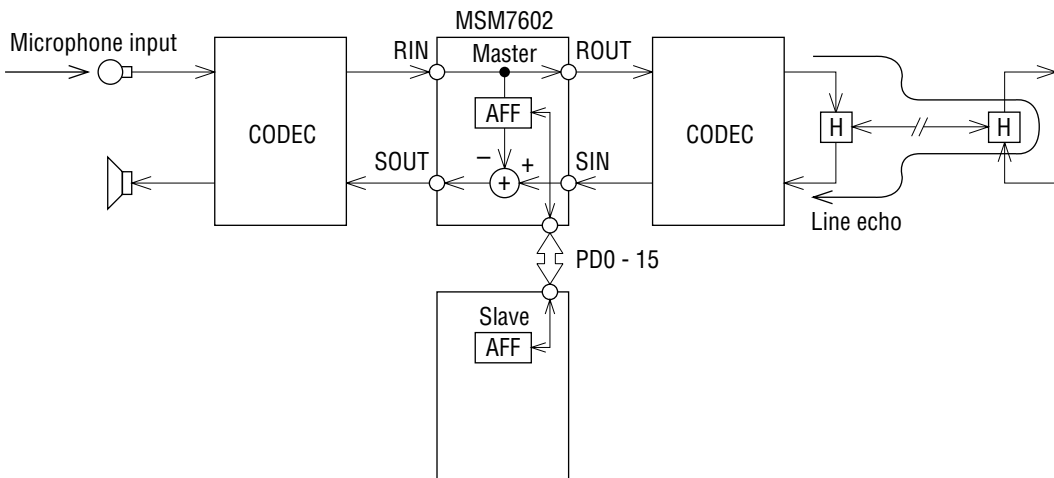 MSM7602
Microphone input
RIN
Master
ROUT
AFF
CODEC
CODEC
H
H
SOUT
−
+
SIN
+
Line echo
PD0 - 15
Slave
AFF